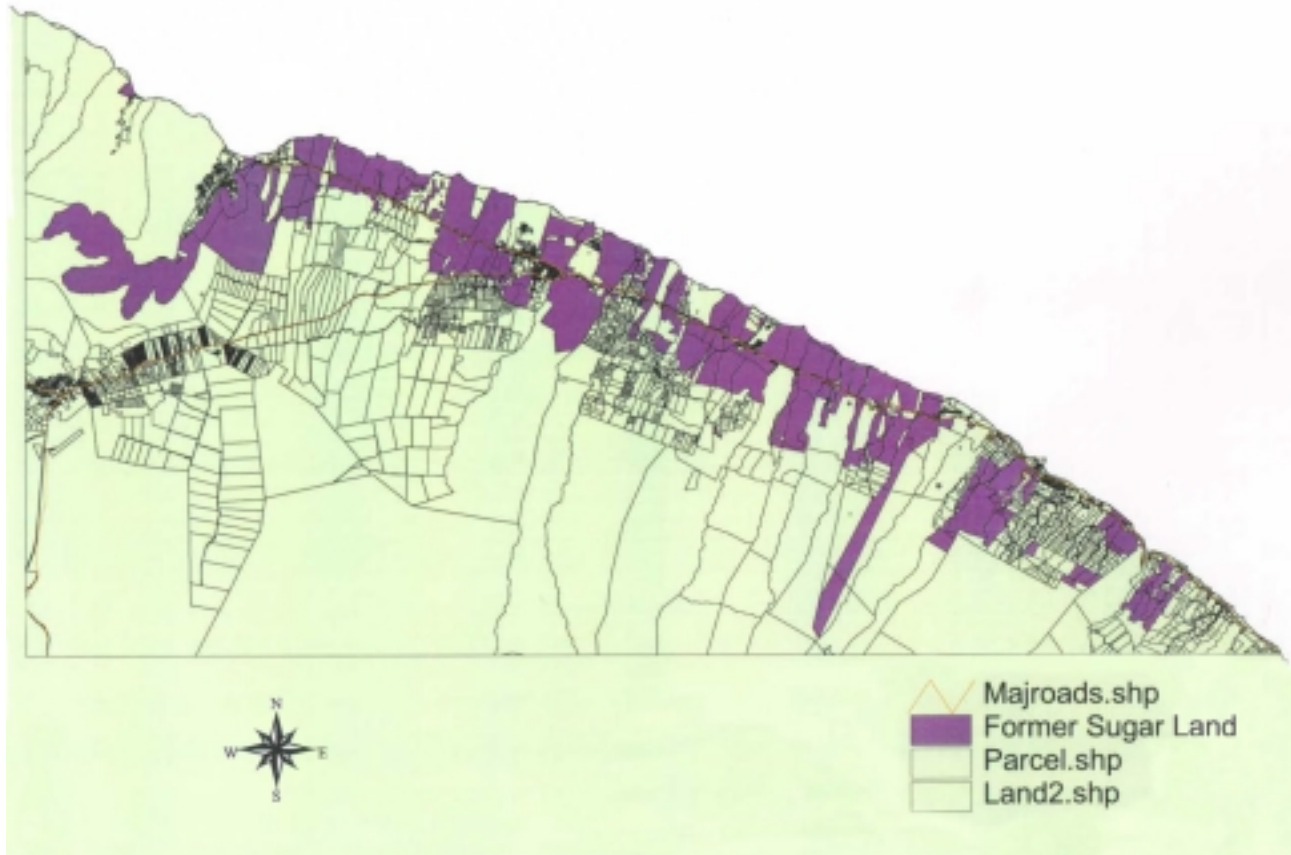 N
W E
S
Majroads.shp
Former Sugar Land
Parcel.shp
Land2.shp